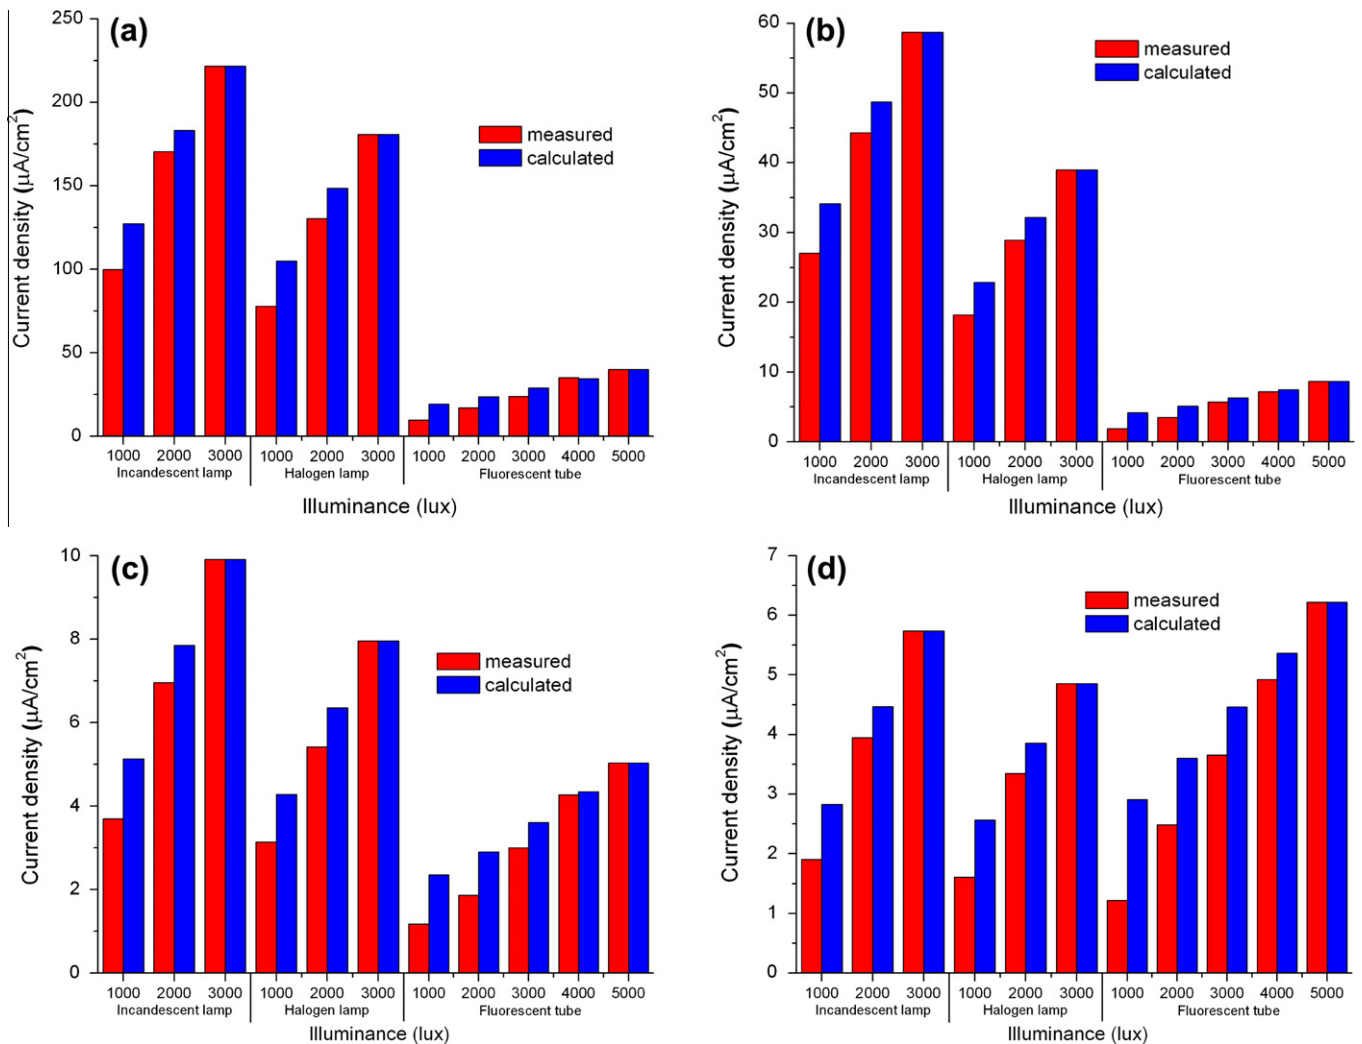 (a)
measured
calculated
Current density (μA/cm²)
250
200
150
100
50
0
1000 2000 3000 1000 2000 3000 1000 2000 3000 4000 5000
Incandescent lamp Halogen lamp Fluorescent tube
Illuminance (lux)
(b)
measured
calculated
Current density (μA/cm²)
60
50
40
30
20
10
0
1000 2000 3000 1000 2000 3000 1000 2000 3000 4000 5000
Incandescent lamp Halogen lamp Fluorescent tube
Illuminance (lux)
(c)
measured
calculated
Current density (μA/cm²)
10
8
6
4
2
0
1000 2000 3000 1000 2000 3000 1000 2000 3000 4000 5000
Incandescent lamp Halogen lamp Fluorescent tube
Illuminance (lux)
(d)
measured
calculated
Current density (μA/cm²)
7
6
5
4
3
2
1
0
1000 2000 3000 1000 2000 3000 1000 2000 3000 4000 5000
Incandescent lamp Halogen lamp Fluorescent tube
Illuminance (lux)